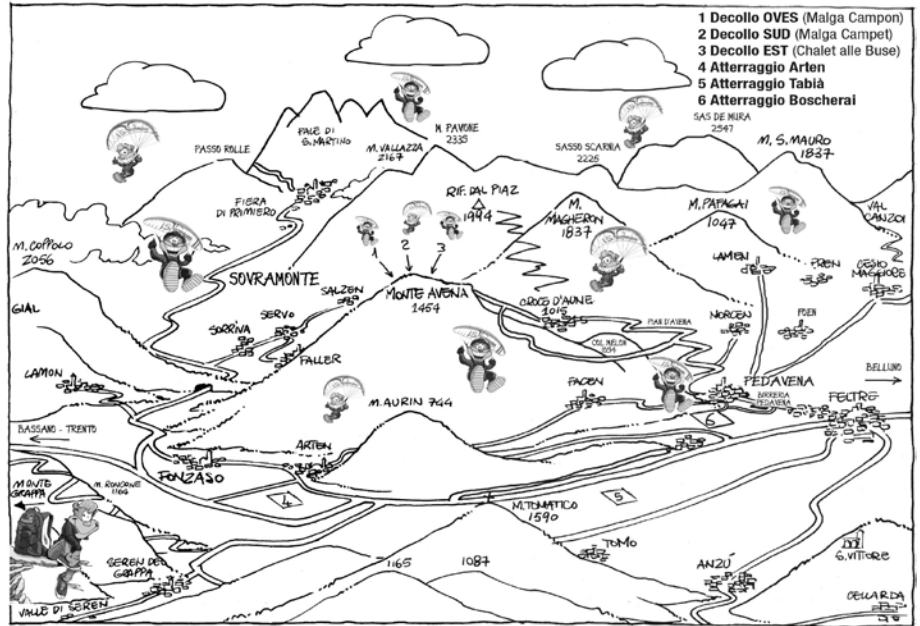 1 Decollo OVES (Malga Campon)
2 Decollo SUD (Malga Campet)
3 Decollo EST (Chalet alle Buse)
4 Atterraggio Arten
5 Atterraggio Tabià
6 Atterraggio Boscherai
SAS DE MURA
2547
M. PAVONE
2335
PALE DI
S. MARTINO
M. VALLAZZA
2167
PASSO ROLLE
SASSO SCARNIA
2226
M. S. MAURO
1837
FIERA
DI PRIMIERO
RIF. DAL PIAZ
1994
M.
MAGHERON
1837
M. PAPAGAI
1047
VAL
CANZOI
M. COPPOLO
2056
1
2
3
SOVRAMONTE
LAMEN
PREN
CESIO
MAGGIORE
SALZEN
MONTE AVENA
1454
CROCE D'AUNE
1015
PIAN D'AVENA
NORCEN
FOEN
GIAL
SERVO
SORRIVA
FALLER
COL MELON
LAMON
M. AURIN 744
FACEN
PEDAVENA
BIRRERIA
PEDAVENA
BELLUNO
FELTRE
6
BASSANO - TRENTO
ARTEN
FONZASO
MONTE
GRAPPA
M. RONCONE
1164
4
5
M. TOMATICO
1590
TOMO
SEREN DEL
GRAPPA
1165
1087
ANZÚ
S. VITTORE
VALLE DI SEREN
CELLARDA